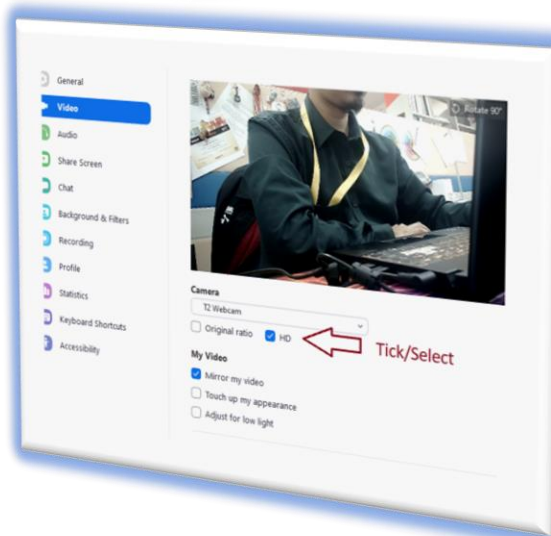 General
Video
Audio
Share Screen
Chat
Background & Filters
Recording
Profile
Statistics
Keyboard Shortcuts
Accessibility
Rotate 90°
Camera
T2 Webcam
Original ratio HD
Tick/Select
My Video
Mirror my video
Touch up my appearance
Adjust for low light